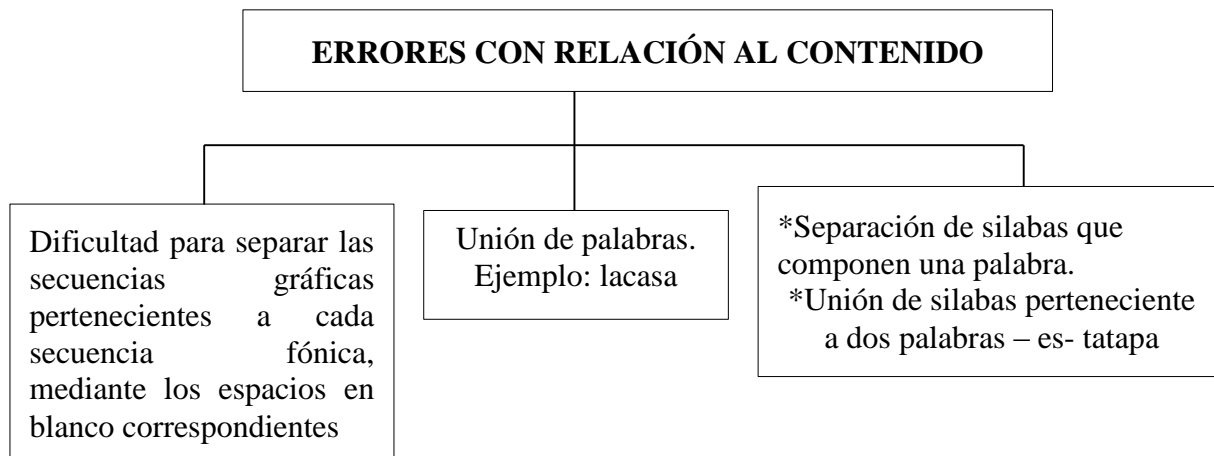 ERRORES CON RELACIÓN AL CONTENIDO
Dificultad para separar las
secuencias gráficas
pertenecientes a cada
secuencia fónica,
mediante los espacios en
blanco correspondientes
Unión de palabras.
Ejemplo: lacasa
*Separación de silabas que
componen una palabra.
*Unión de silabas perteneciente
a dos palabras – es- tatapa